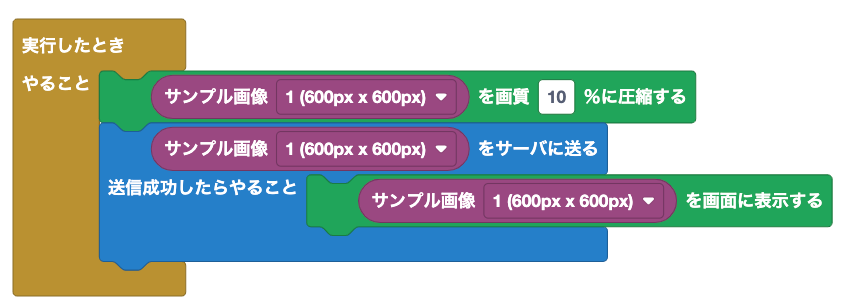 実行したとき
やること
サンプル画像 1 (600px x 600px) を画質 10 %に圧縮する
サンプル画像 1 (600px x 600px) をサーバに送る
送信成功したらやること
サンプル画像 1 (600px x 600px) を画面に表示する